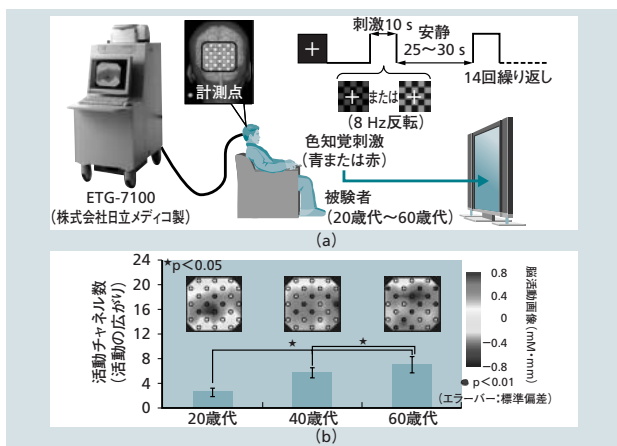 刺激10 s
安静
25〜30 s
14回繰り返し
または
(8 Hz反転)
計測点
色知覚刺激
(青または赤)
被験者
(20歳代〜60歳代)
ETG-7100
(株式会社日立メディコ製)
(a)
★p<0.05
活動チャネル数
(活動の広がり)
24
20
16
12
8
4
0
★
★
20歳代
40歳代
60歳代
0.8
0.4
0
−0.4
−0.8
脳活動画像(mM・mm)
p<0.01
(エラーバー:標準偏差)
(b)